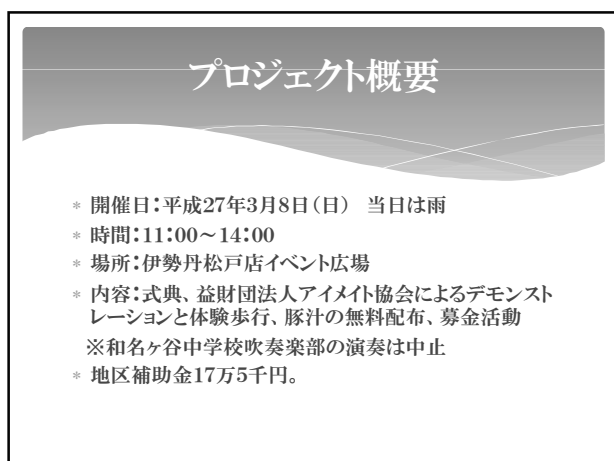 プロジェクト概要
* 開催日：平成27年3月8日（日）　当日は雨
* 時間：11：00～14：00
* 場所：伊勢丹松戸店イベント広場
* 内容：式典、益財団法人アイメイト協会によるデモンスト
レーションと体験歩行、豚汁の無料配布、募金活動
※和名ヶ谷中学校吹奏楽部の演奏は中止
* 地区補助金17万5千円。